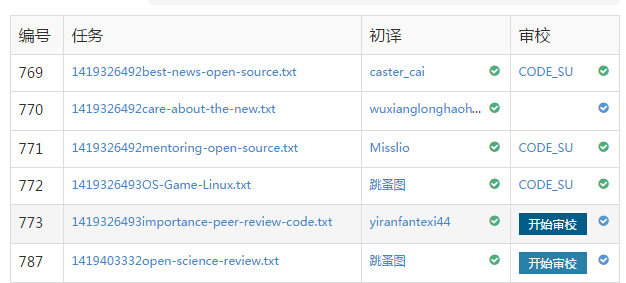 编号 任务 初译 审校
769 1419326492best-news-open-source.txt caster_cai CODE_SU
770 1419326492care-about-the-new.txt wuxianglonghaoh...
771 1419326492mentoring-open-source.txt Misslio CODE_SU
772 1419326493OS-Game-Linux.txt 跳蚤图 CODE_SU
773 1419326493importance-peer-review-code.txt yiranfantexi44 开始审校
787 1419403332open-science-review.txt 跳蚤图 开始审校